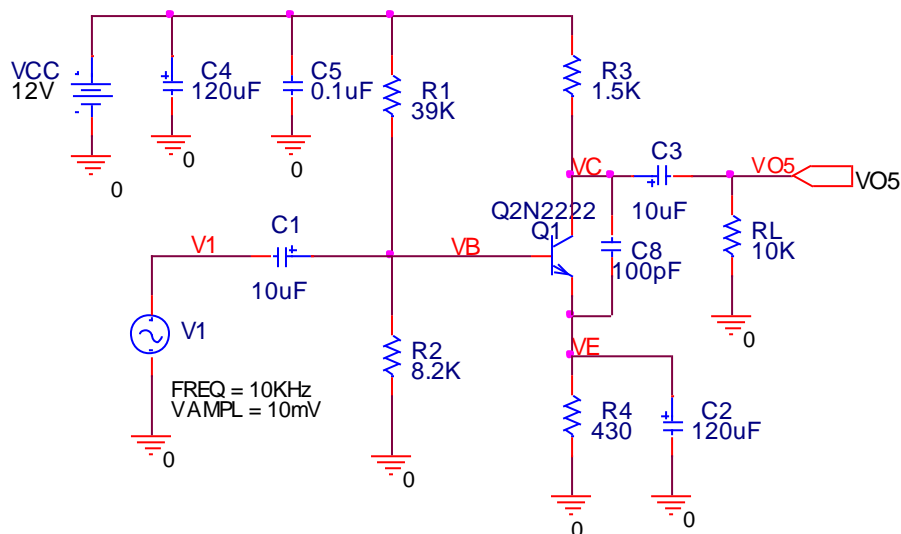 VCC
12V
C4
120uF
C5
0.1uF
R1
39K
R3
1.5K
0
0
0
VC
C3
10uF
VO5
VO5
Q2N2222
Q1
C8
100pF
RL
10K
0
V1
C1
10uF
VB
V1
FREQ = 10KHz
VAMPL = 10mV
0
R2
8.2K
0
VE
R4
430
C2
120uF
0
0